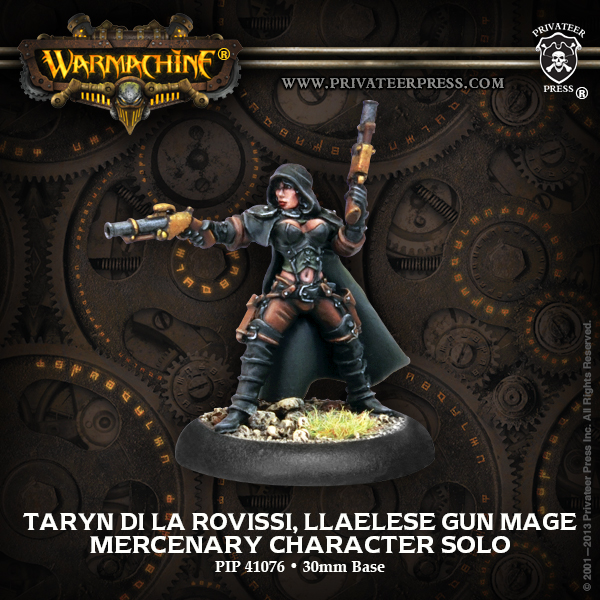 WARMACHINE®
WWW.PRIVATEERPRESS.COM
PRIVATEER
PRESS®
TARYN DI LA ROVISSI, LLAELESE GUN MAGE
MERCENARY CHARACTER SOLO
PIP 41076 • 30mm Base
© 2001–2013 Privateer Press Inc. All Rights Reserved.